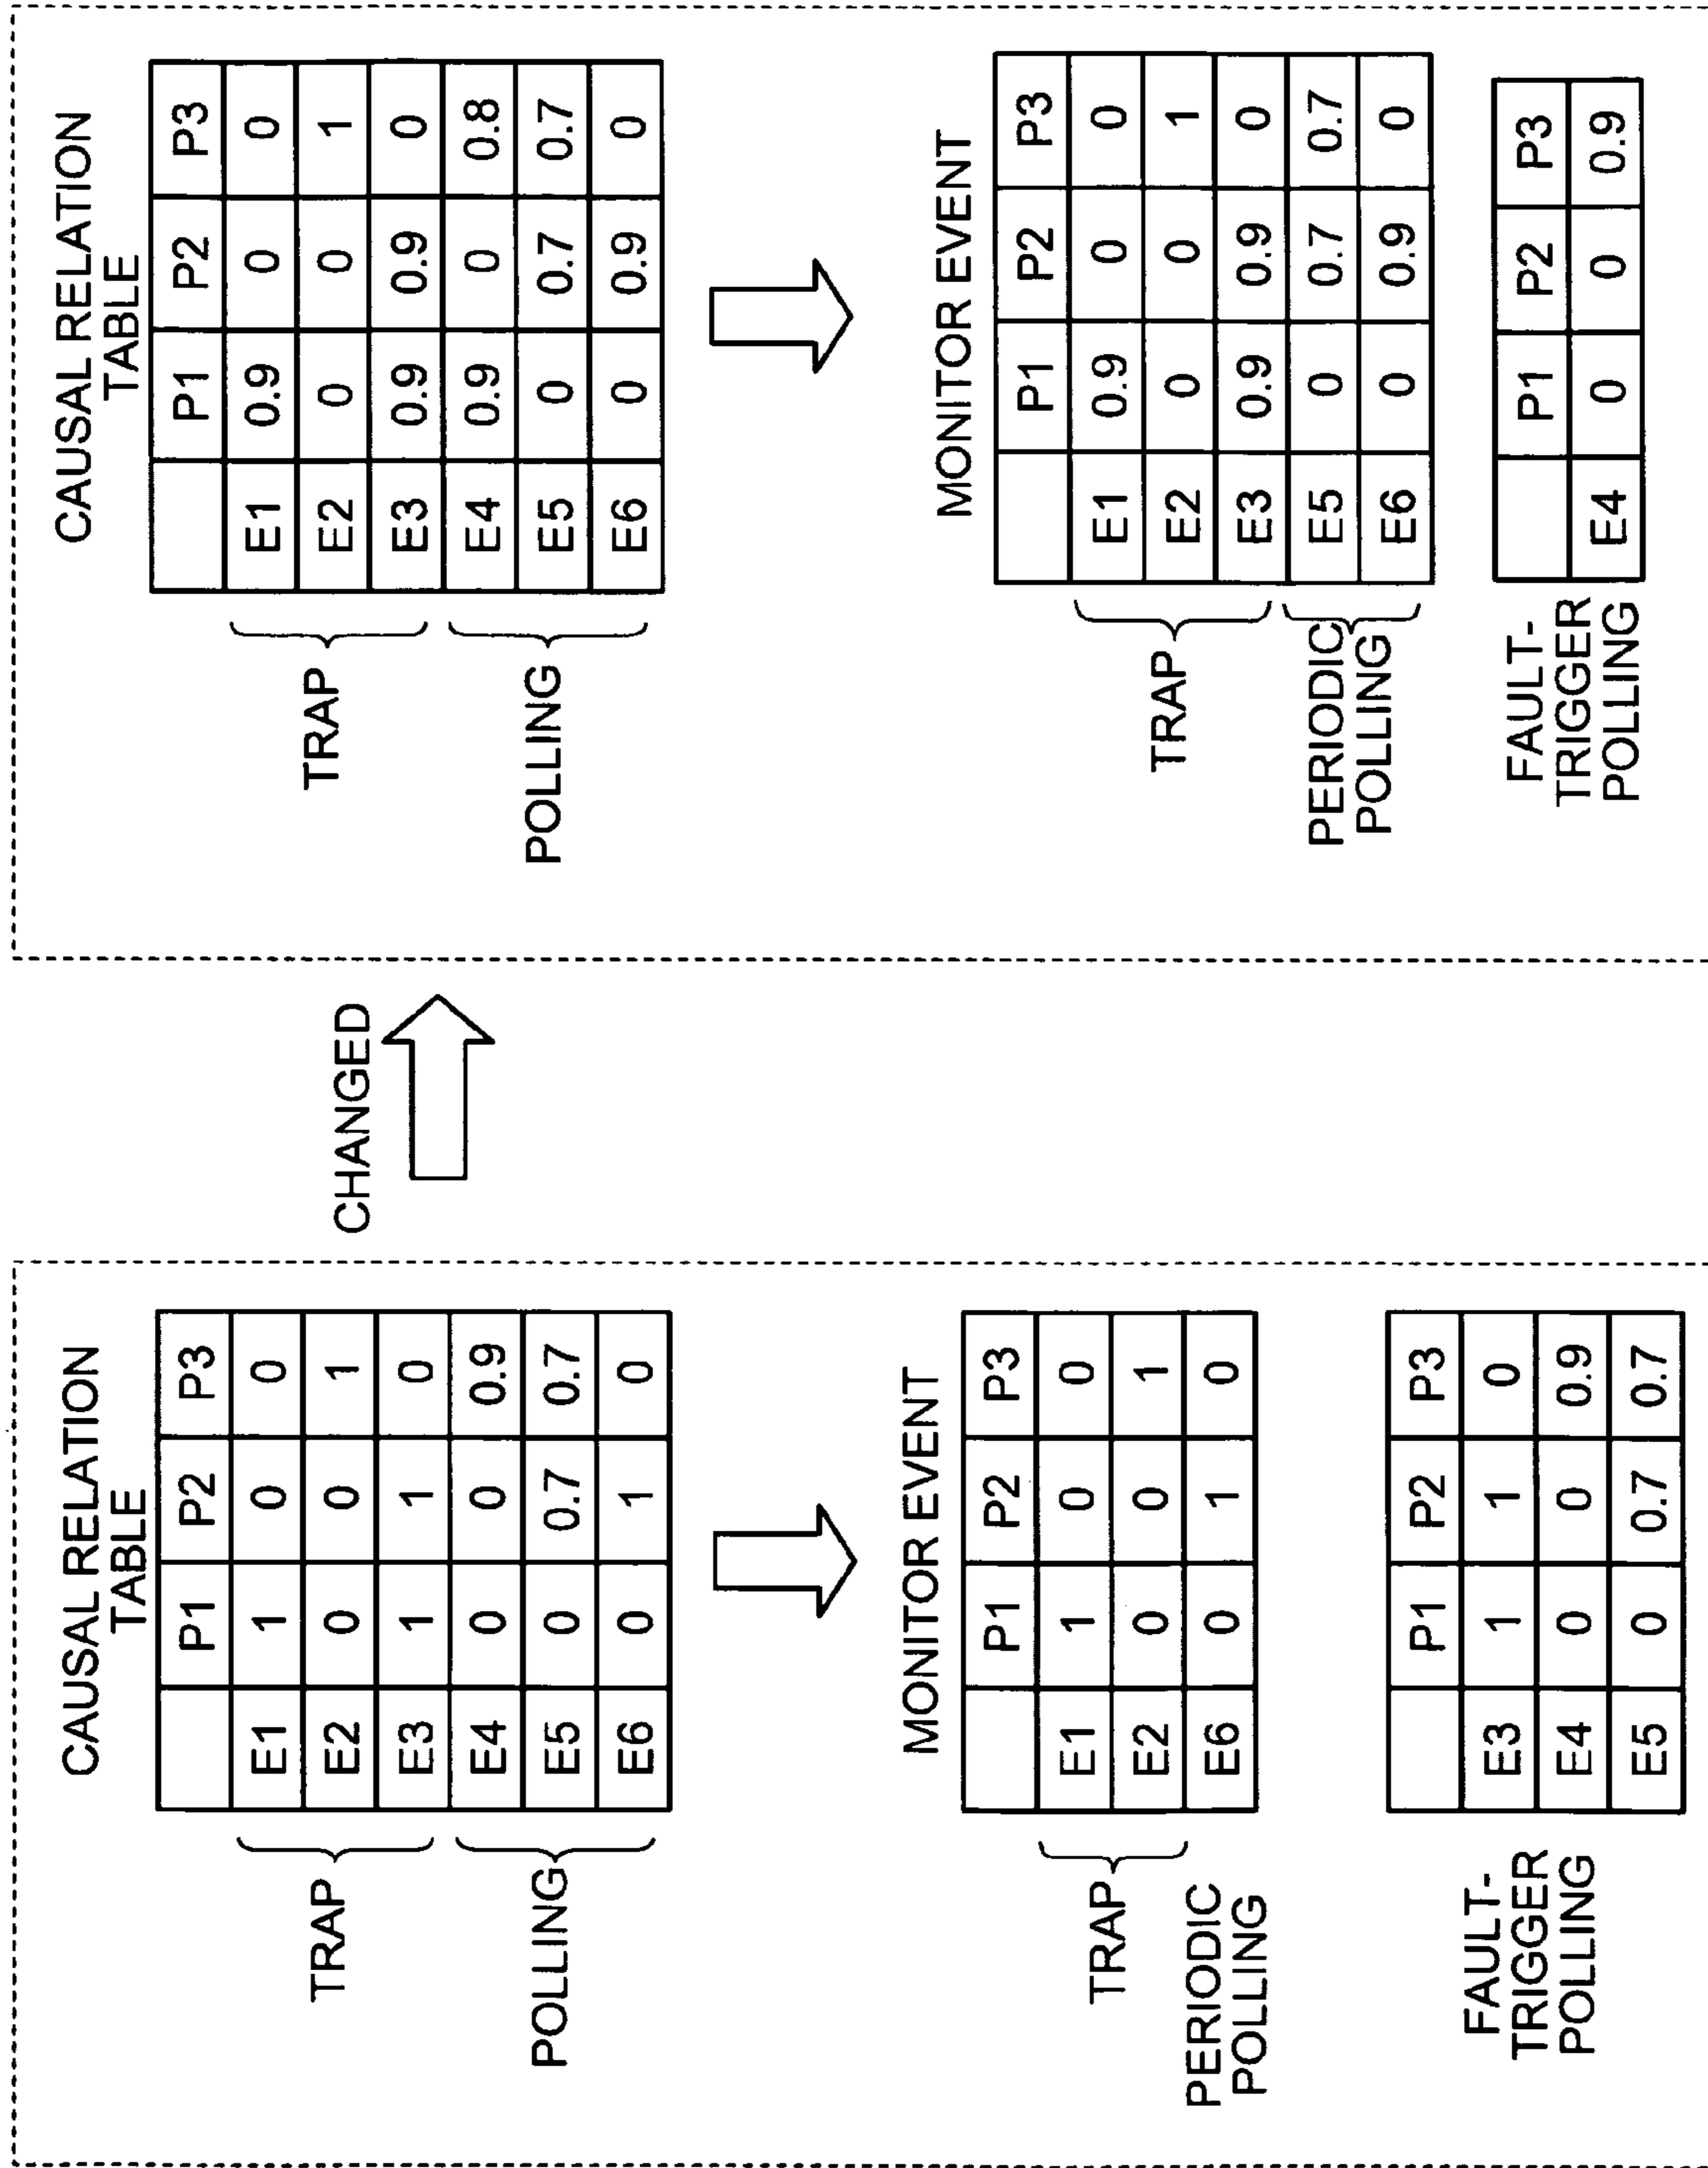 CAUSAL RELATION
TABLE
P1 P2 P3
E1 1 0 0
E2 0 0 1
E3 1 1 0
E4 0 0 0.9
E5 0 0.7 0.7
E6 0 1 0
TRAP
POLLING
MONITOR EVENT
P1 P2 P3
E1 1 0 0
E2 0 0 1
E6 0 1 0
TRAP
PERIODIC
POLLING
P1 P2 P3
E3 1 1 0
E4 0 0 0.9
E5 0 0.7 0.7
FAULT-
TRIGGER
POLLING
CHANGED
CAUSAL RELATION
TABLE
P1 P2 P3
E1 0.9 0 0
E2 0 0 1
E3 0.9 0.9 0
E4 0.9 0 0.8
E5 0 0.7 0.7
E6 0 0.9 0
TRAP
POLLING
MONITOR EVENT
P1 P2 P3
E1 0.9 0 0
E2 0 0 1
E3 0.9 0.9 0
E5 0 0.7 0.7
E6 0 0.9 0
TRAP
PERIODIC
POLLING
P1 P2 P3
E4 0 0 0.9
FAULT-
TRIGGER
POLLING